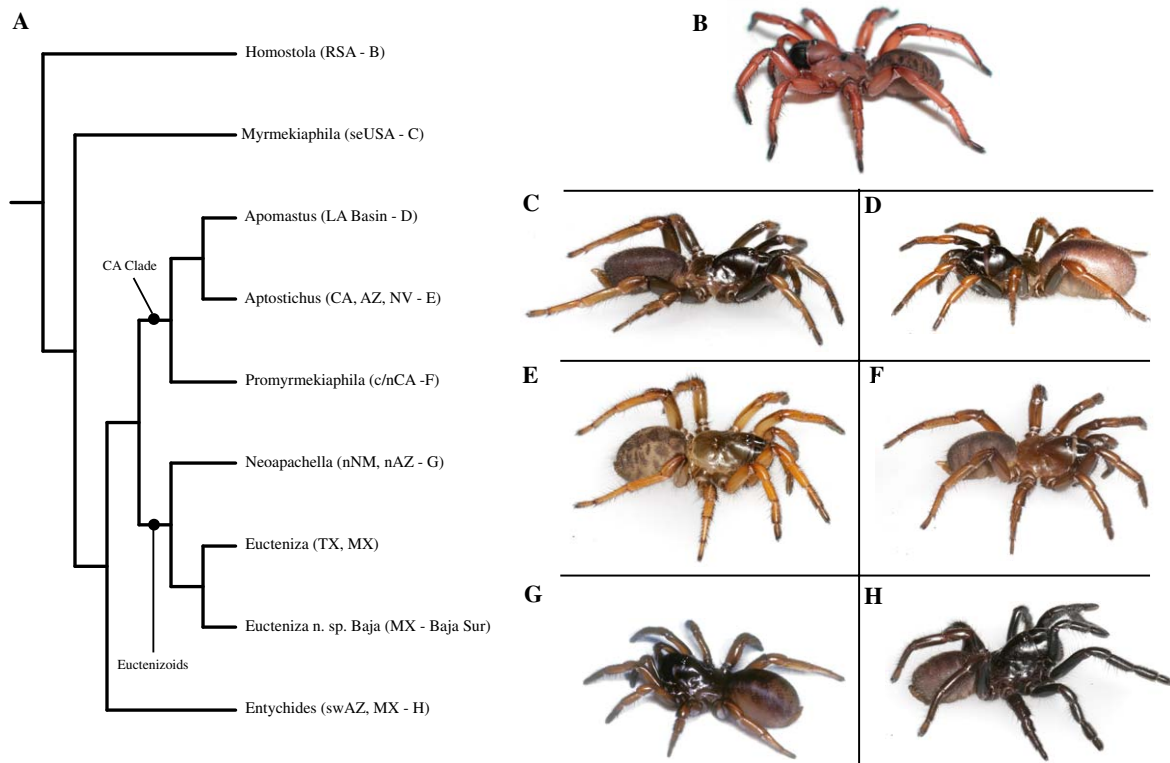 A
Homostola (RSA - B)
Myrmekiaphila (seUSA - C)
Apomastus (LA Basin - D)
CA Clade
Aptostichus (CA, AZ, NV - E)
Promyrmekiaphila (c/nCA -F)
Neoapachella (nNM, nAZ - G)
Eucteniza (TX, MX)
Eucteniza n. sp. Baja (MX - Baja Sur)
Euctenizoids
Entychides (swAZ, MX - H)
B
C
D
E
F
G
H